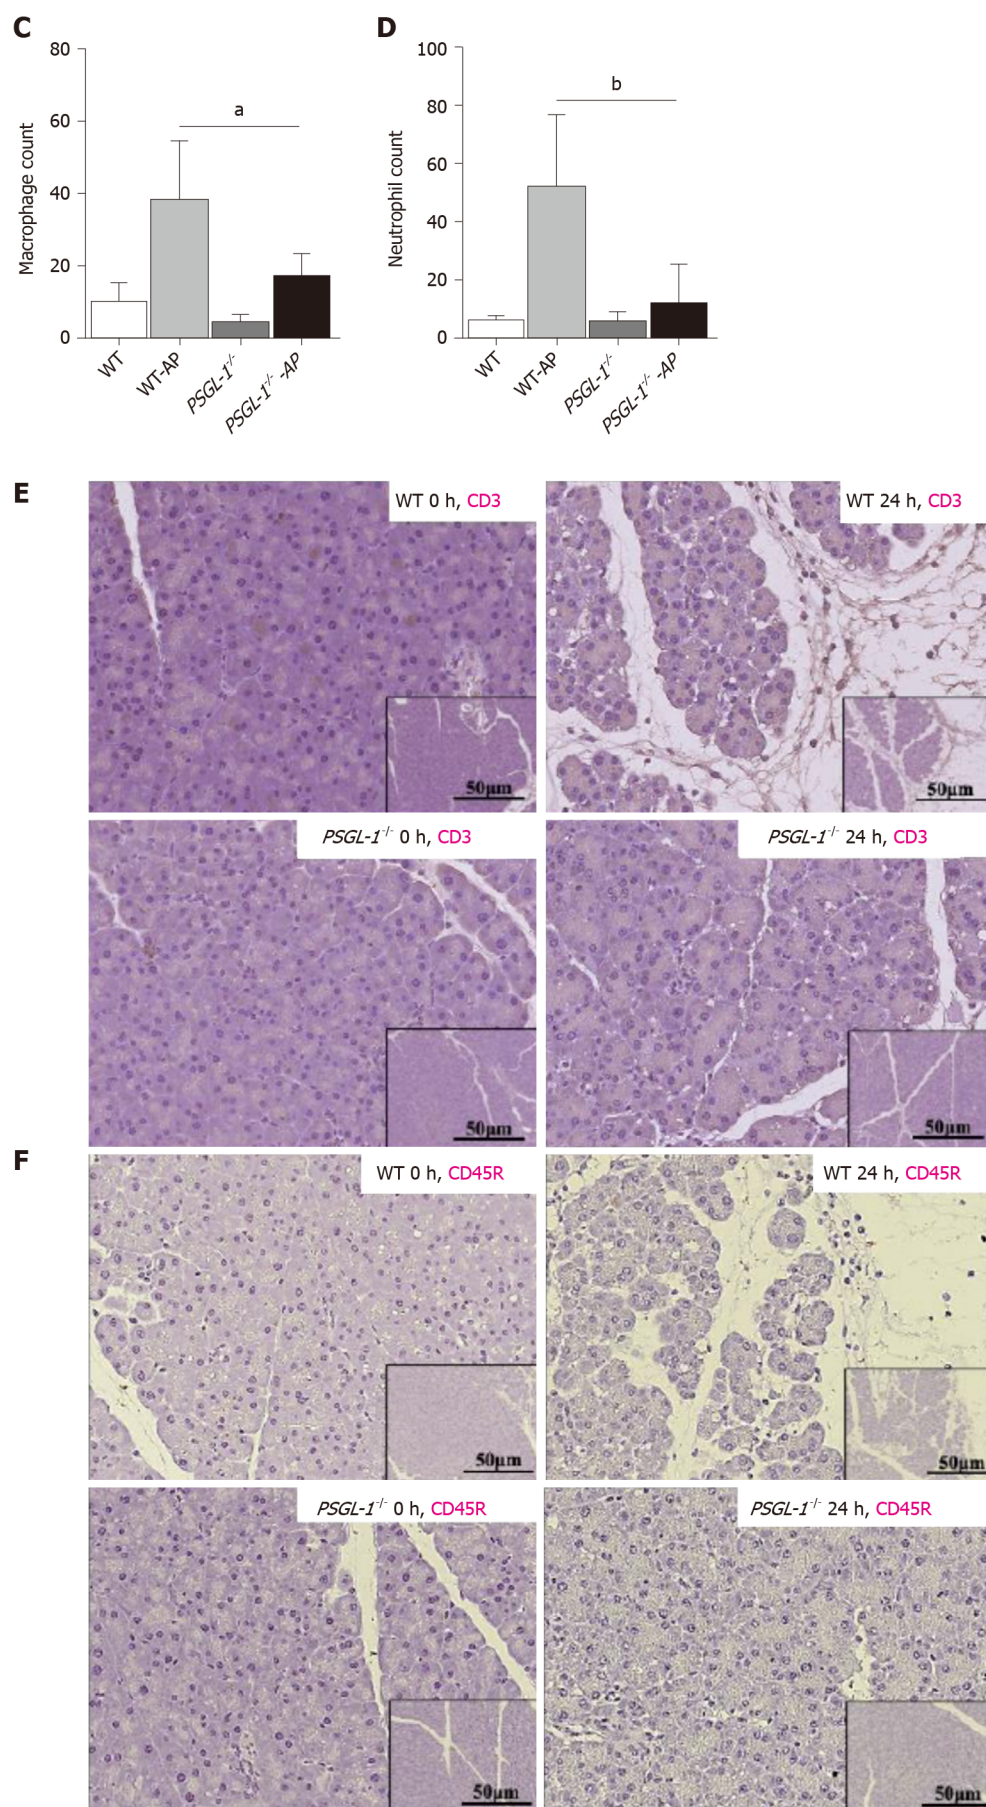 C
80
60
40
20
0
Macrophage count
a
WT
WT-AP
PSGL-1-/-
PSGL-1-/- -AP
D
100
80
60
40
20
0
Neutrophil count
b
WT
WT-AP
PSGL-1-/-
PSGL-1-/- -AP
E
WT 0 h, CD3
50μm
WT 24 h, CD3
50μm
PSGL-1-/- 0 h, CD3
50μm
PSGL-1-/- 24 h, CD3
50μm
F
WT 0 h, CD45R
50μm
WT 24 h, CD45R
50μm
PSGL-1-/- 0 h, CD45R
50μm
PSGL-1-/- 24 h, CD45R
50μm